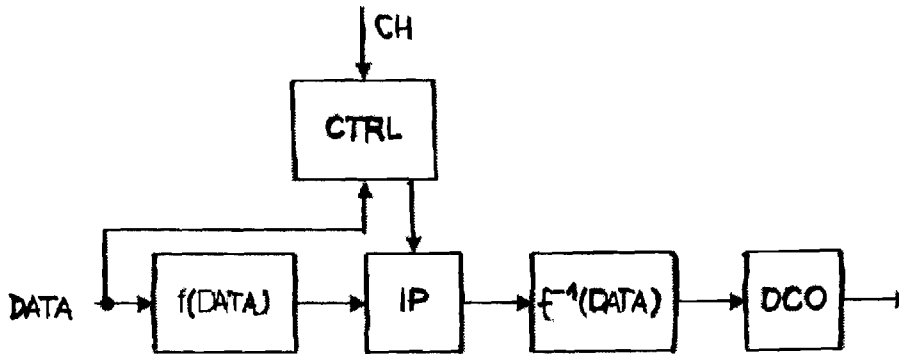 CH
CTRL
DATA
f(DATA)
IP
f⁻¹(DATA)
DCO